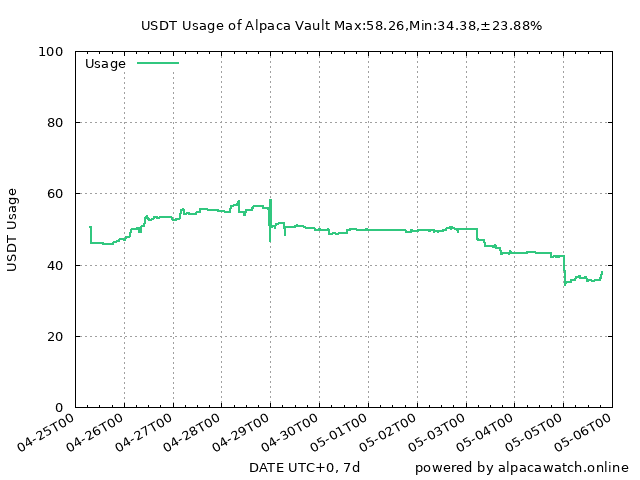 USDT Usage of Alpaca Vault Max:58.26,Min:34.38,±23.88%
Usage
100
80
60
40
20
0
USDT Usage
04-25T00
04-26T00
04-27T00
04-28T00
04-29T00
04-30T00
05-01T00
05-02T00
05-03T00
05-04T00
05-05T00
05-06T00
DATE UTC+0, 7d
powered by alpacawatch.online